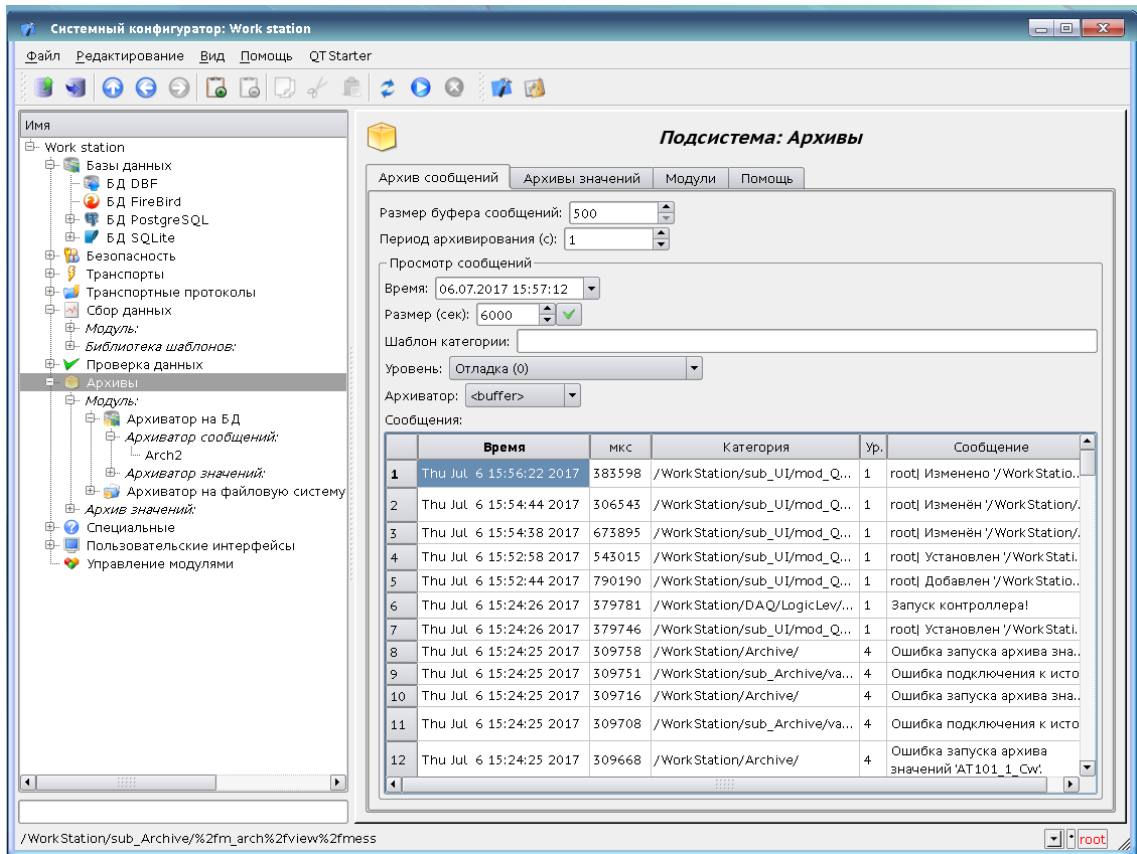 Системный конфигуратор: Work station
Файл Редактирование Вид Помощь QTStarter
Имя
Work station
Базы данных
БД DBF
БД FireBird
БД PostgreSQL
БД SQLite
Безопасность
Транспорты
Транспортные протоколы
Сбор данных
Модуль:
Библиотека шаблонов:
Проверка данных
Архивы
Модуль:
Архиватор на БД
Архиватор сообщений:
Arch2
Архиватор значений:
Архиватор на файловую систему
Архив значений:
Специальные
Пользовательские интерфейсы
Управление модулями
Подсистема: Архивы
Архив сообщений Архивы значений Модули Помощь
Размер буфера сообщений: 500
Период архивирования (с): 1
Просмотр сообщений
Время: 06.07.2017 15:57:12
Размер (сек): 6000
Шаблон категории:
Уровень: Отладка (0)
Архиватор: <buffer>
Сообщения:
Время мкс Категория Ур. Сообщение
1 Thu Jul 6 15:56:22 2017 383598 /WorkStation/sub_UI/mod_Q... 1 root| Изменено '/WorkStatio...
2 Thu Jul 6 15:54:44 2017 306543 /WorkStation/sub_UI/mod_Q... 1 root| Изменён '/WorkStation/.
3 Thu Jul 6 15:54:38 2017 673895 /WorkStation/sub_UI/mod_Q... 1 root| Изменён '/WorkStation/.
4 Thu Jul 6 15:52:58 2017 543015 /WorkStation/sub_UI/mod_Q... 1 root| Установлен '/WorkStati.
5 Thu Jul 6 15:52:44 2017 790190 /WorkStation/sub_UI/mod_Q... 1 root| Добавлен '/WorkStatio..
6 Thu Jul 6 15:24:26 2017 379781 /WorkStation/DAQ/LogicLev/... 1 Запуск контроллера!
7 Thu Jul 6 15:24:26 2017 379746 /WorkStation/sub_UI/mod_Q... 1 root| Установлен '/WorkStati.
8 Thu Jul 6 15:24:25 2017 309758 /WorkStation/Archive/ 4 Ошибка запуска архива зна...
9 Thu Jul 6 15:24:25 2017 309751 /WorkStation/sub_Archive/va... 4 Ошибка подключения к исто
10 Thu Jul 6 15:24:25 2017 309716 /WorkStation/Archive/ 4 Ошибка запуска архива зна..
11 Thu Jul 6 15:24:25 2017 309708 /WorkStation/sub_Archive/va... 4 Ошибка подключения к исто
12 Thu Jul 6 15:24:25 2017 309668 /WorkStation/Archive/ 4 Ошибка запуска архива
значений 'AT101_1_Cw'.
/WorkStation/sub_Archive/%2fm_arch%2fview%2fmess
* root